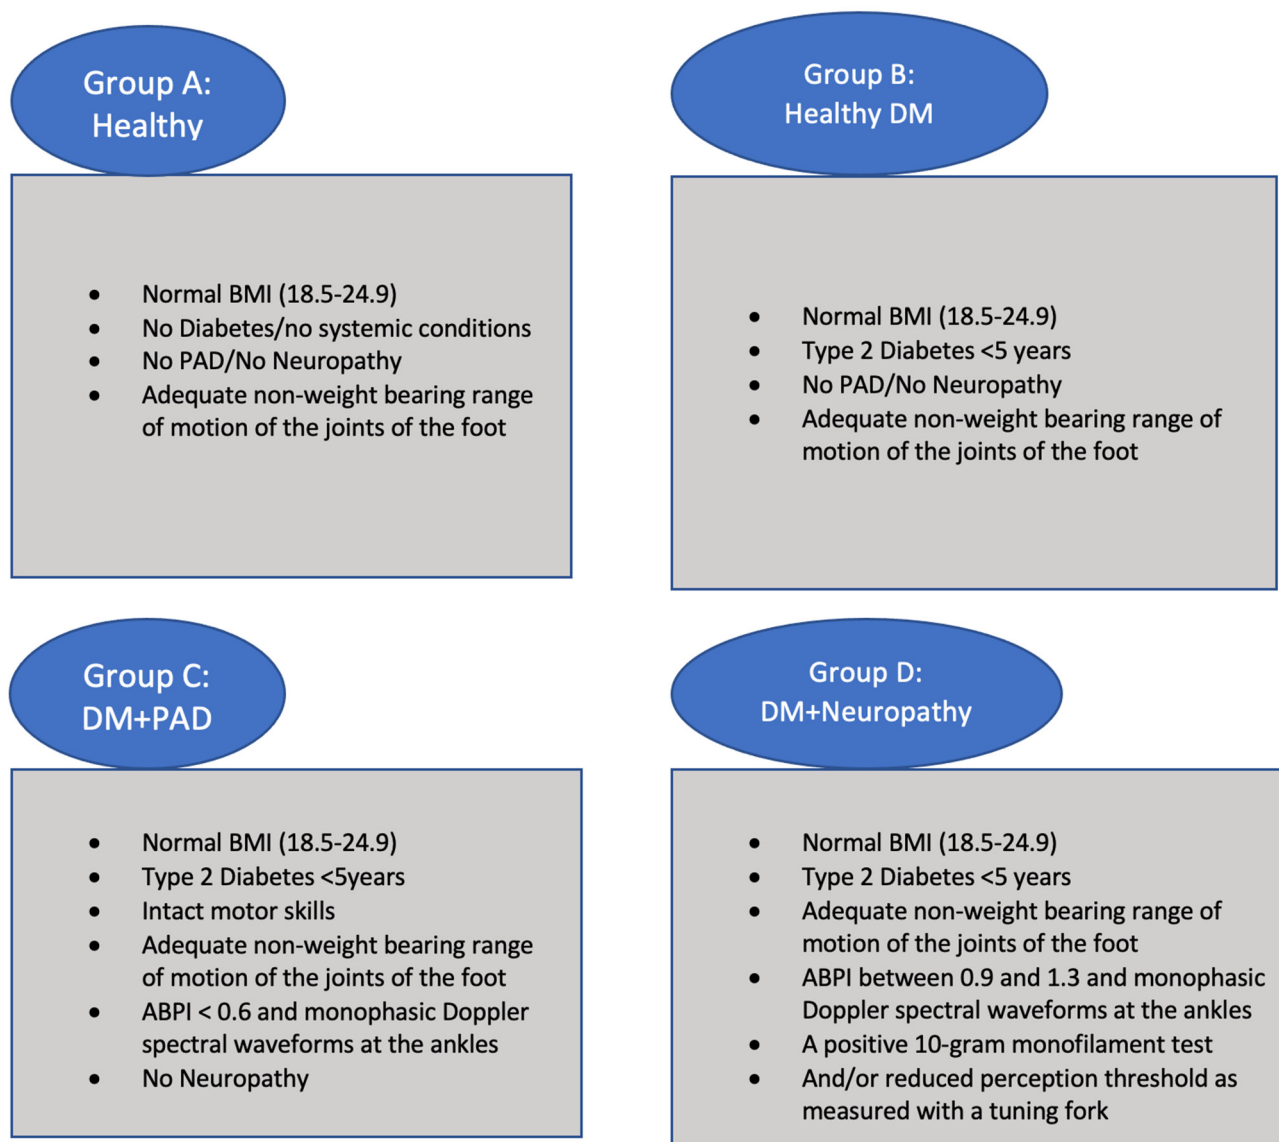 Group A:
Healthy
• Normal BMI (18.5-24.9)
• No Diabetes/no systemic conditions
• No PAD/No Neuropathy
• Adequate non-weight bearing range
of motion of the joints of the foot
Group B:
Healthy DM
• Normal BMI (18.5-24.9)
• Type 2 Diabetes <5 years
• No PAD/No Neuropathy
• Adequate non-weight bearing range of
motion of the joints of the foot
Group C:
DM+PAD
• Normal BMI (18.5-24.9)
• Type 2 Diabetes <5years
• Intact motor skills
• Adequate non-weight bearing range
of motion of the joints of the foot
• ABPI < 0.6 and monophasic Doppler
spectral waveforms at the ankles
• No Neuropathy
Group D:
DM+Neuropathy
• Normal BMI (18.5-24.9)
• Type 2 Diabetes <5 years
• Adequate non-weight bearing range of
motion of the joints of the foot
• ABPI between 0.9 and 1.3 and monophasic
Doppler spectral waveforms at the ankles
• A positive 10-gram monofilament test
• And/or reduced perception threshold as
measured with a tuning fork